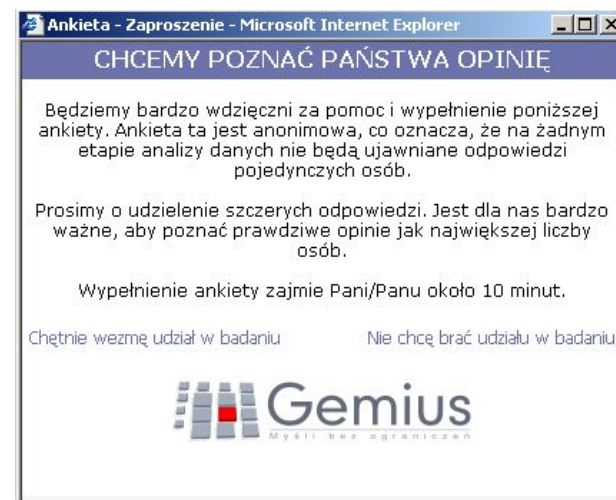 Ankieta - Zaproszenie - Microsoft Internet Explorer
CHCEMY POZNAĆ PAŃSTWA OPINIĘ
Będziemy bardzo wdzięczni za pomoc i wypełnienie poniższej
ankiety. Ankieta ta jest anonimowa, co oznacza, że na żadnym
etapie analizy danych nie będą ujawniane odpowiedzi
pojedynczych osób.
Prosimy o udzielenie szczerych odpowiedzi. Jest dla nas bardzo
ważne, aby poznać prawdziwe opinie jak największej liczby
osób.
Wypełnienie ankiety zajmie Pani/Panu około 10 minut.
Chętnie wezmę udział w badaniu Nie chcę brać udziału w badaniu
Gemius
Myśli bez ograniczeń